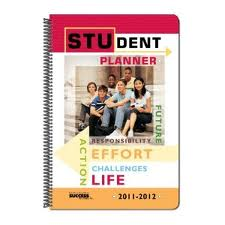 STUDENT
PLANNER
FUTURE
RESPONSIBILITY
EFFORT
ACTION
CHALLENGES
LIFE
SUCCESS
2011-2012